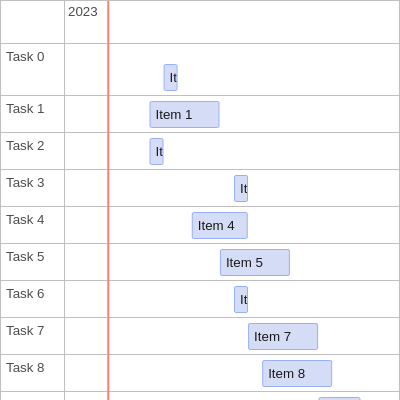 2023
Task 0
It
Task 1
Item 1
Task 2
It
Task 3
It
Task 4
Item 4
Task 5
Item 5
Task 6
It
Task 7
Item 7
Task 8
Item 8